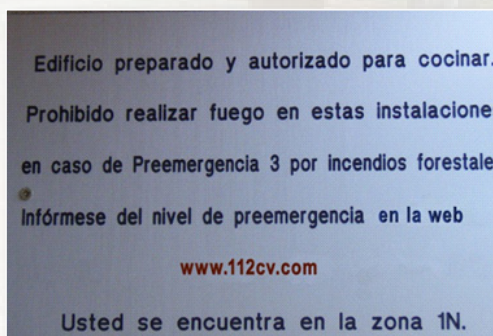 Edificio preparado y autorizado para cocinar.
Prohibido realizar fuego en estas instalacione
en caso de Preemergencia 3 por incendios forestale
Infórmese del nivel de preemergencia en la web
www.112cv.com
Usted se encuentra en la zona 1N.